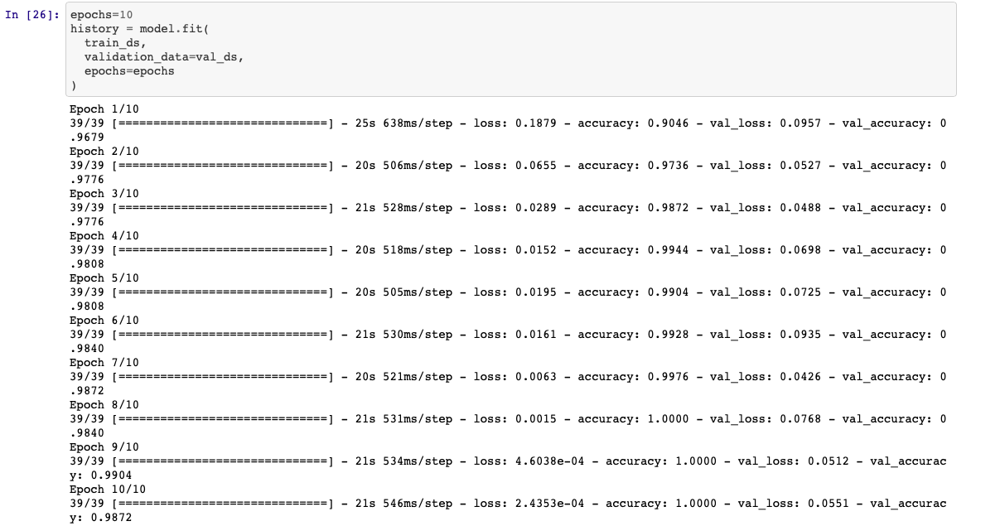 In [26]: epochs=10
history = model.fit(
  train_ds,
  validation_data=val_ds,
  epochs=epochs
)
Epoch 1/10
39/39 [==============================] - 25s 638ms/step - loss: 0.1879 - accuracy: 0.9046 - val_loss: 0.0957 - val_accuracy: 0
.9679
Epoch 2/10
39/39 [==============================] - 20s 506ms/step - loss: 0.0655 - accuracy: 0.9736 - val_loss: 0.0527 - val_accuracy: 0
.9776
Epoch 3/10
39/39 [==============================] - 21s 528ms/step - loss: 0.0289 - accuracy: 0.9872 - val_loss: 0.0488 - val_accuracy: 0
.9776
Epoch 4/10
39/39 [==============================] - 20s 518ms/step - loss: 0.0152 - accuracy: 0.9944 - val_loss: 0.0698 - val_accuracy: 0
.9808
Epoch 5/10
39/39 [==============================] - 20s 505ms/step - loss: 0.0195 - accuracy: 0.9904 - val_loss: 0.0725 - val_accuracy: 0
.9808
Epoch 6/10
39/39 [==============================] - 21s 530ms/step - loss: 0.0161 - accuracy: 0.9928 - val_loss: 0.0935 - val_accuracy: 0
.9840
Epoch 7/10
39/39 [==============================] - 20s 521ms/step - loss: 0.0063 - accuracy: 0.9976 - val_loss: 0.0426 - val_accuracy: 0
.9872
Epoch 8/10
39/39 [==============================] - 21s 531ms/step - loss: 0.0015 - accuracy: 1.0000 - val_loss: 0.0768 - val_accuracy: 0
.9840
Epoch 9/10
39/39 [==============================] - 21s 534ms/step - loss: 4.6038e-04 - accuracy: 1.0000 - val_loss: 0.0512 - val_accurac
y: 0.9904
Epoch 10/10
39/39 [==============================] - 21s 546ms/step - loss: 2.4353e-04 - accuracy: 1.0000 - val_loss: 0.0551 - val_accurac
y: 0.9872